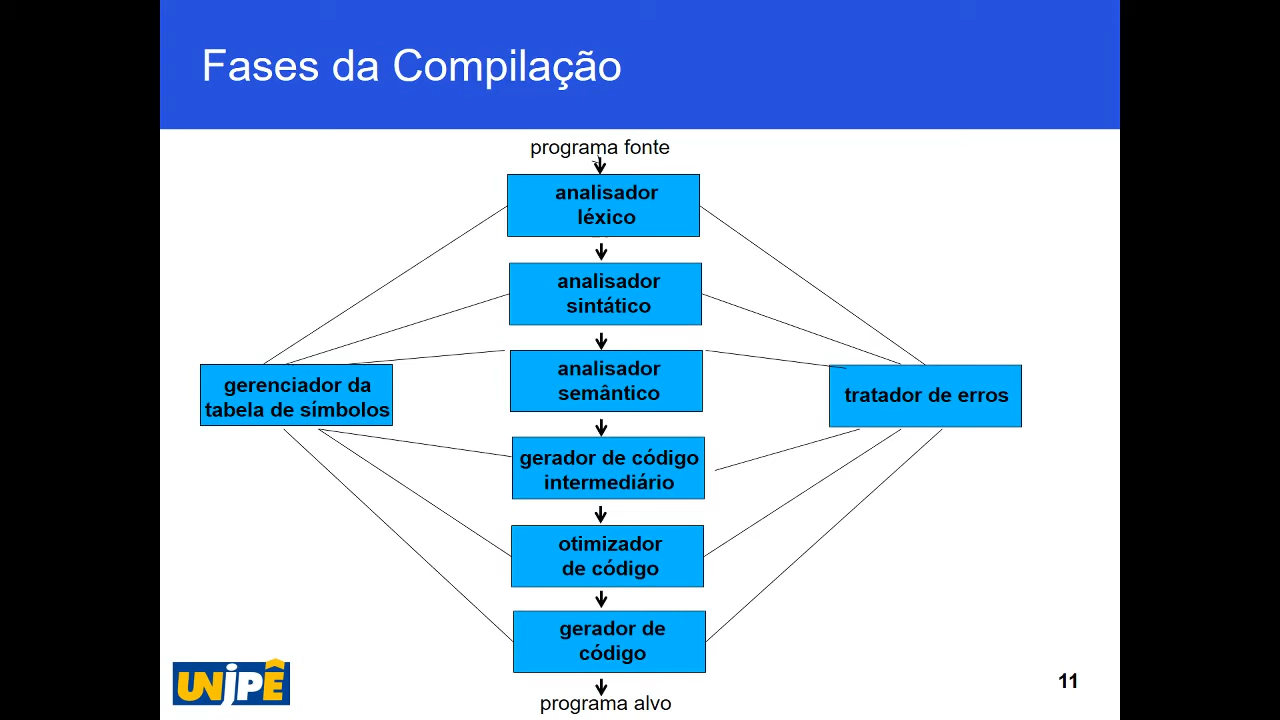 Fases da Compilação
programa fonte
analisador
léxico
analisador
sintático
analisador
semântico
gerenciador da
tabela de símbolos
tratador de erros
gerador de código
intermediário
otimizador
de código
gerador de
código
programa alvo
UNIPÊ
11